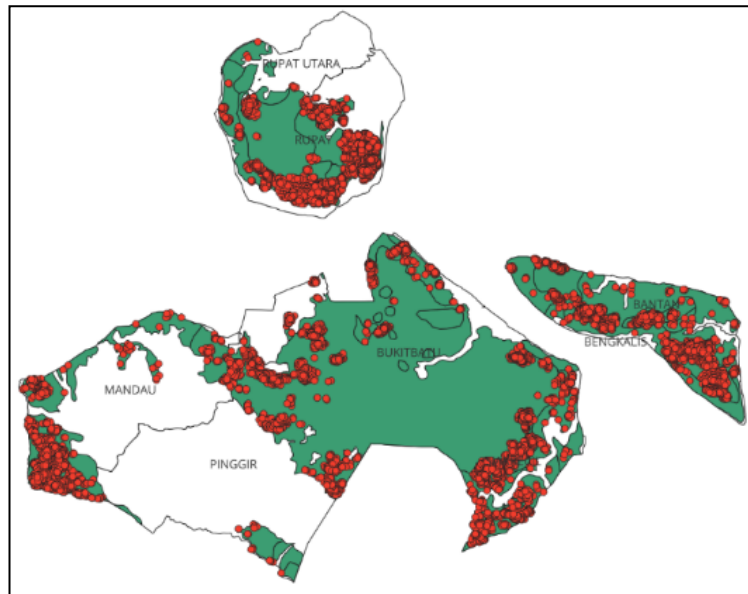 RUPAT UTARA
RUPAT
BANTAN
BUKITBATU
BENGKALIS
MANDAU
PINGGIR